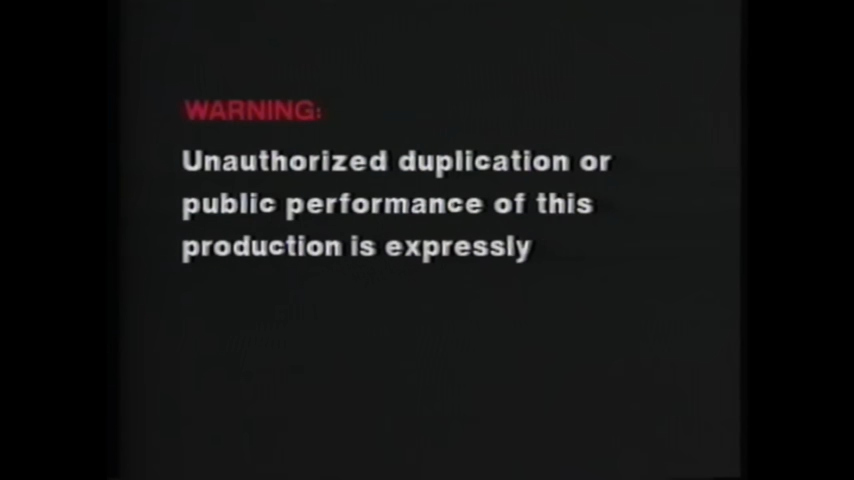 WARNING:
Unauthorized duplication or
public performance of this
production is expressly